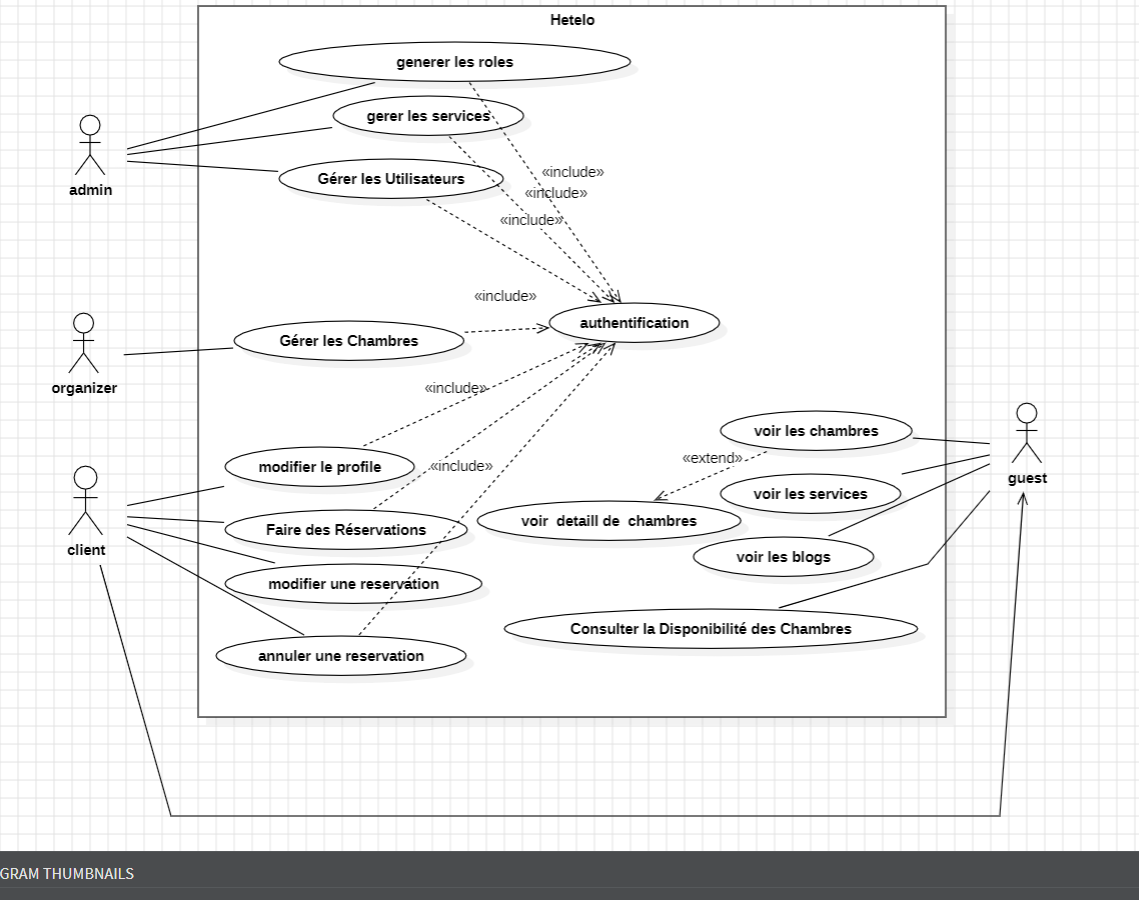 Hetelo
generer les roles
gerer les services
admin
Gérer les Utilisateurs
«include»
«include»
«include»
«include»
authentification
Gérer les Chambres
organizer
«include»
voir les chambres
modifier le profile
«include»
«extend»
guest
voir les services
client
Faire des Réservations
voir detaill de chambres
voir les blogs
modifier une reservation
Consulter la Disponibilité des Chambres
annuler une reservation
GRAM THUMBNAILS